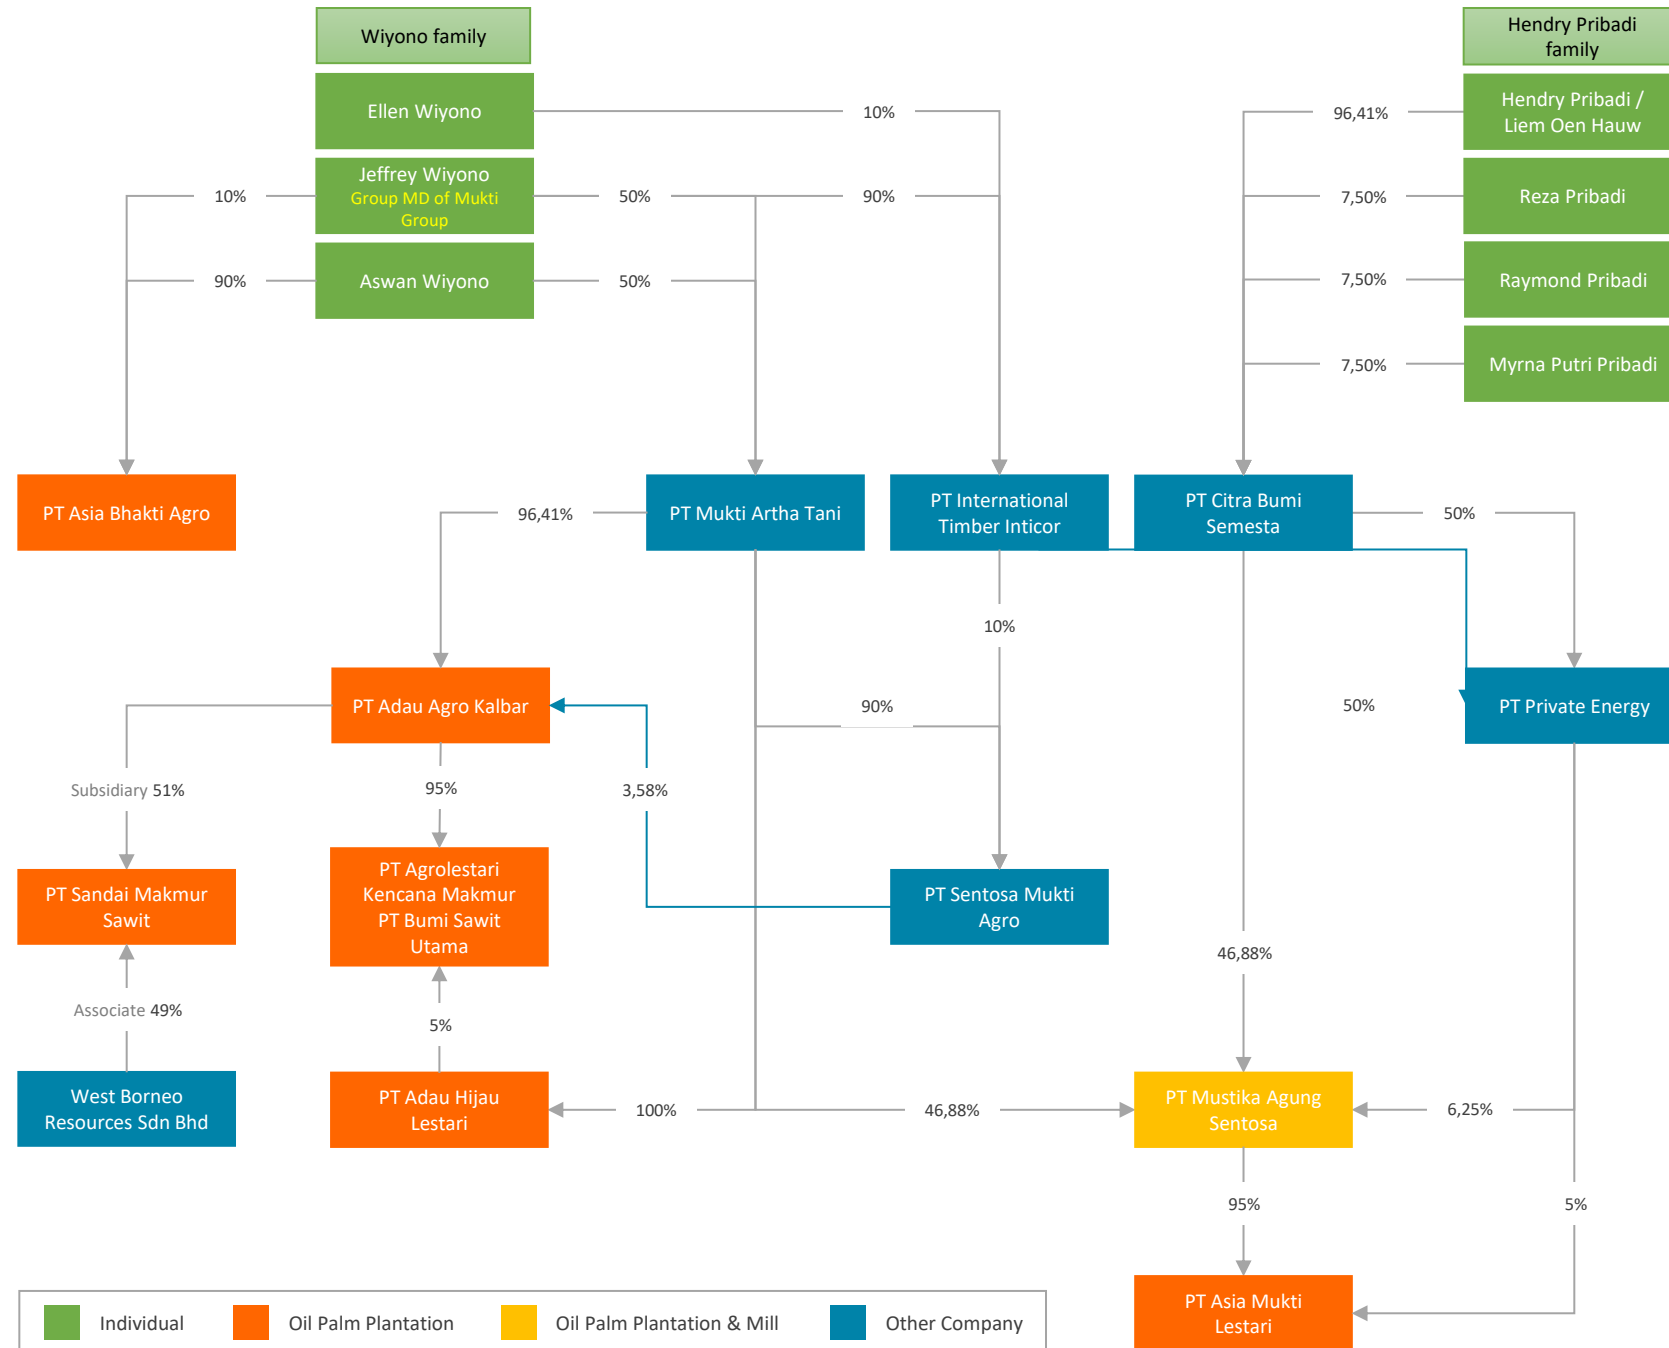 Wiyono family
Hendry Pribadi
family
Ellen Wiyono
10%
96,41%
Hendry Pribadi /
Liem Oen Hauw
10%
Jeffrey Wiyono
Group MD of Mukti
Group
50%
90%
7,50%
Reza Pribadi
90%
Aswan Wiyono
50%
7,50%
Raymond Pribadi
7,50%
Myrna Putri Pribadi
PT Asia Bhakti Agro
96,41%
PT Mukti Artha Tani
PT International
Timber Inticor
PT Citra Bumi
Semesta
50%
10%
PT Adau Agro Kalbar
90%
50%
PT Private Energy
Subsidiary 51%
95%
3,58%
PT Sandai Makmur
Sawit
PT Agrolestari
Kencana Makmur
PT Bumi Sawit
Utama
PT Sentosa Mukti
Agro
46,88%
Associate 49%
5%
West Borneo
Resources Sdn Bhd
PT Adau Hijau
Lestari
100%
46,88%
PT Mustika Agung
Sentosa
6,25%
95%
5%
PT Asia Mukti
Lestari
Individual
Oil Palm Plantation
Oil Palm Plantation & Mill
Other Company